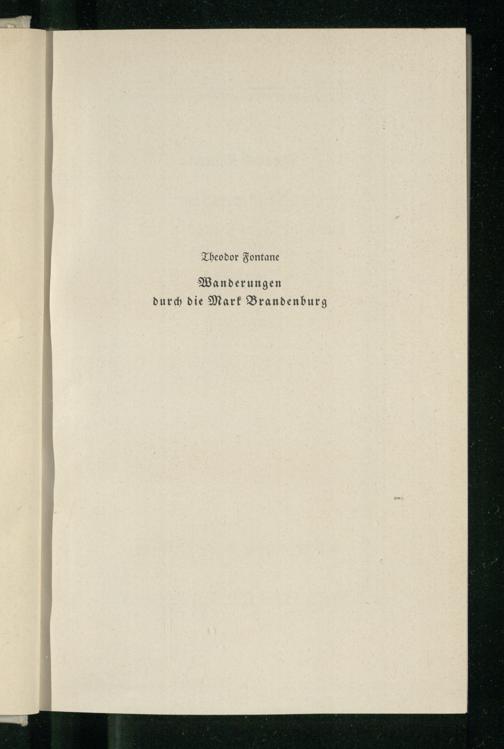 Theodor Fontane
Wanderungen
durch die Mark Brandenburg